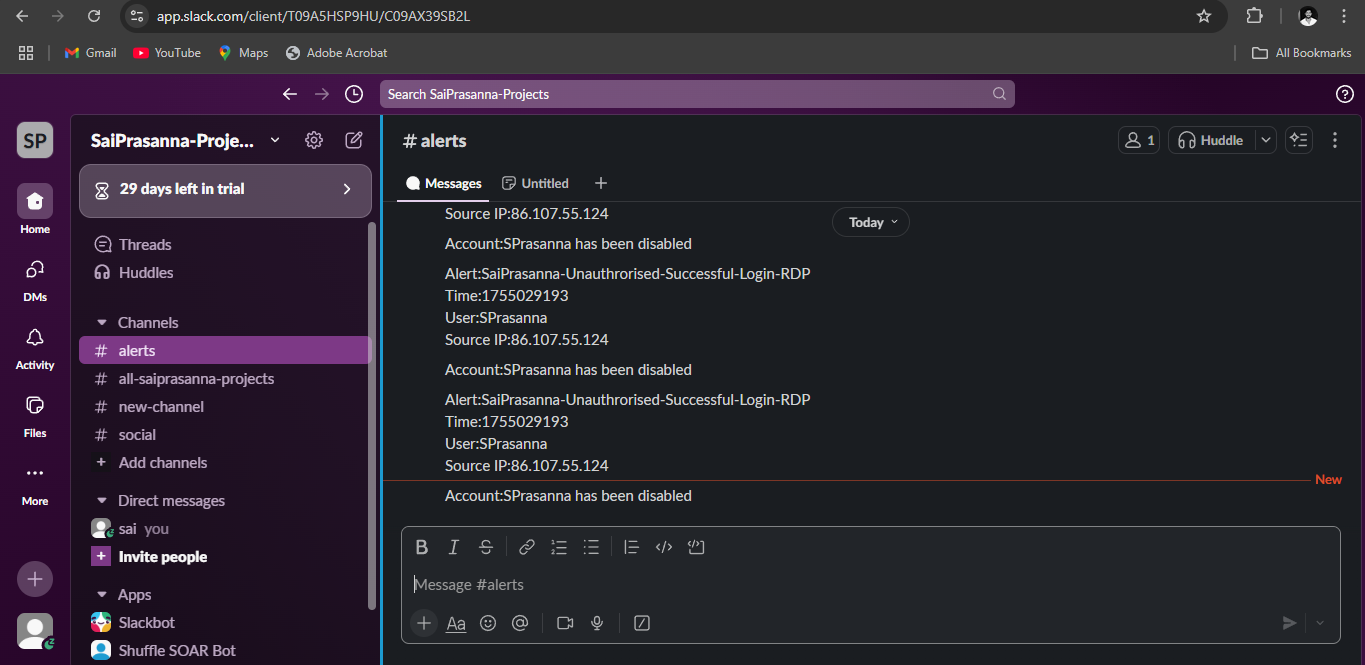 app.slack.com/client/T09A5HSP9HU/C09AX39SB2L
Gmail
YouTube
Maps
Adobe Acrobat
All Bookmarks
Search SaiPrasanna-Projects
SP
Home
DMs
Activity
Files
More
SaiPrasanna-Proje...
29 days left in trial
Threads
Huddles
Channels
# alerts
# all-saiprasanna-projects
# new-channel
# social
+ Add channels
Direct messages
sai you
+ Invite people
Apps
Slackbot
Shuffle SOAR Bot
# alerts
1
Huddle
Messages
Untitled
Today
Source IP:86.107.55.124
Account:SPrasanna has been disabled
Alert:SaiPrasanna-Unauthrorised-Successful-Login-RDP
Time:1755029193
User:SPrasanna
Source IP:86.107.55.124
Account:SPrasanna has been disabled
Alert:SaiPrasanna-Unauthrorised-Successful-Login-RDP
Time:1755029193
User:SPrasanna
Source IP:86.107.55.124
New
Account:SPrasanna has been disabled
B I S
Message #alerts
Aa